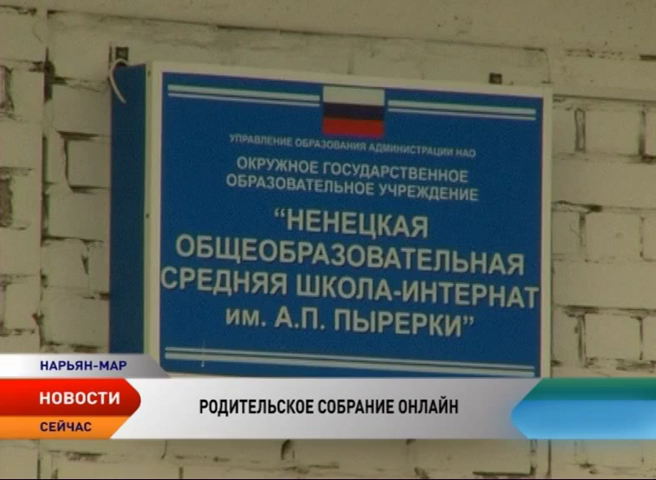 УПРАВЛЕНИЕ ОБРАЗОВАНИЯ АДМИНИСТРАЦИИ НАО
ОКРУЖНОЕ ГОСУДАРСТВЕННОЕ
ОБРАЗОВАТЕЛЬНОЕ УЧРЕЖДЕНИЕ
“НЕНЕЦКАЯ
ОБЩЕОБРАЗОВАТЕЛЬНАЯ
СРЕДНЯЯ ШКОЛА-ИНТЕРНАТ
им. А.П. ПЫРЕРКИ”
НАРЬЯН-МАР
НОВОСТИ
СЕЙЧАС
РОДИТЕЛЬСКОЕ СОБРАНИЕ ОНЛАЙН